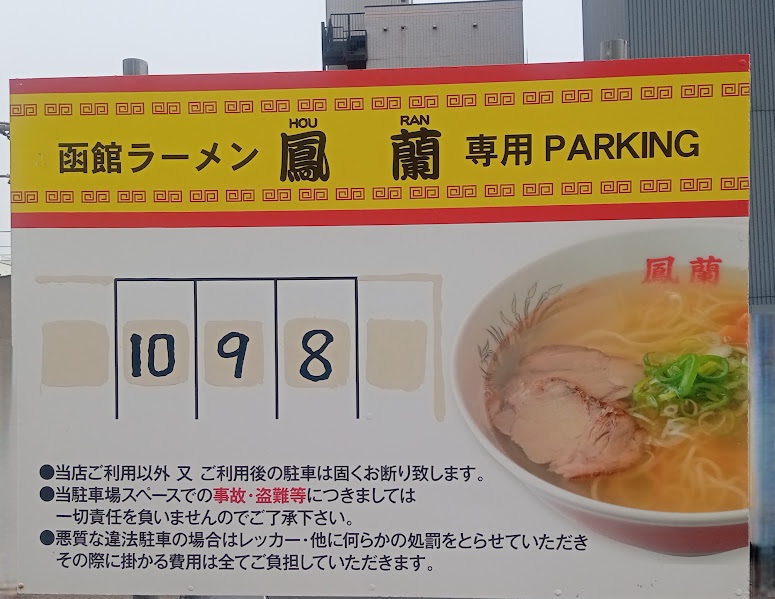 HOU RAN
函館ラーメン 鳳 蘭 専用 PARKING
鳳蘭
10 9 8
●当店ご利用以外 又 ご利用後の駐車は固くお断り致します。
●当駐車場スペースでの事故・盗難等につきましては
一切責任を負いませんのでご了承下さい。
●悪質な違法駐車の場合はレッカー・他に何らかの処罰をとらせていただき
その際に掛かる費用は全てご負担していただきます。